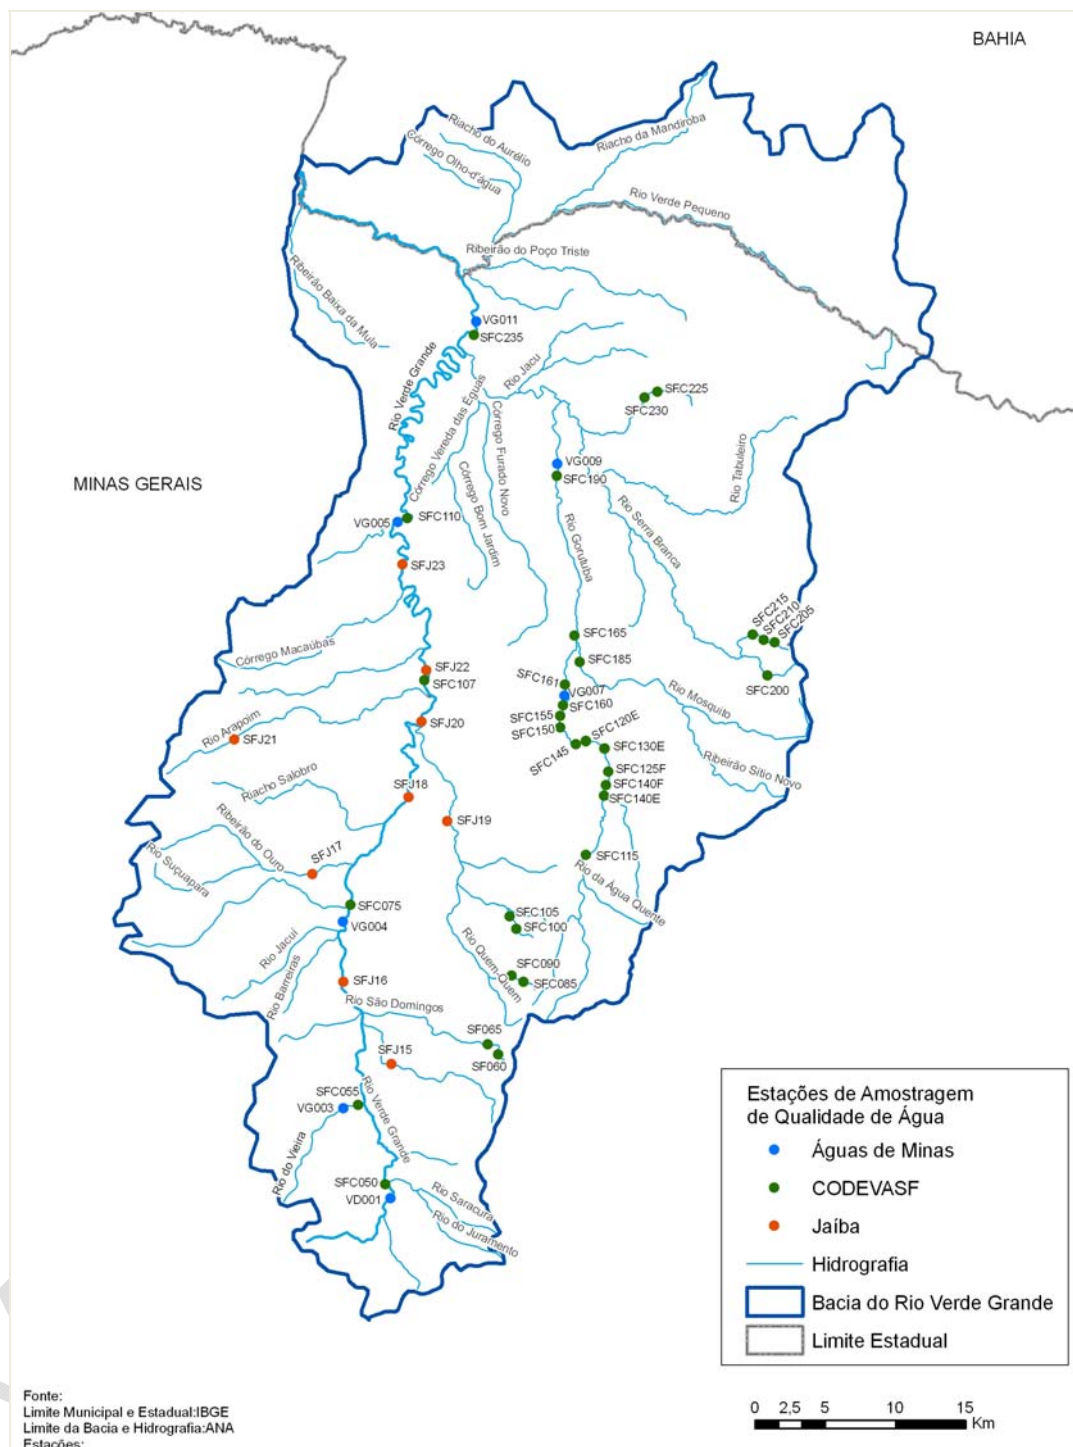 BAHIA
Riacho do Aurélio
Riacho da Mandiroba
Córrego Olho-d'água
Rio Verde Pequeno
Ribeirão do Poço Triste
Ribeirão Baixa da Mula
VG011
SFC235
Rio Verde Grande
Rio Jacu
Córrego Vereda das Éguas
SFC225
SFC230
Córrego Furado Novo
Rio Tabuleiro
VG009
SFC190
MINAS GERAIS
Córrego Bom Jardim
Rio Serra Branca
SFC110
VG005
Rio Gorutuba
SFJ23
SFC215
SFC210
SFC205
SFC165
Córrego Macaúbas
SFC185
SFJ22
SFC107
SFC161
VG007
SFC160
SFC200
Rio Mosquito
SFC155
SFC150
SFJ20
Rio Arapoim
SFJ21
SFC120E
SFC145
SFC130E
Ribeirão Sítio Novo
SFC125F
SFC140F
SFC140E
SFJ18
Riacho Salobro
SFJ19
Ribeirão do Ouro
SFJ17
Rio Suçuapara
SFC115
Rio da Água Quente
SFC075
VG004
SFC105
SFC100
Rio Jacuí
Rio Quem-Quem
Rio Barreiras
SFJ16
SFC090
SFC085
Rio São Domingos
SF065
SF060
SFJ15
SFC055
VG003
Rio Verde Grande
Rio do Vieira
SFC050
VD001
Rio Saracura
Rio do Juramento
Estações de Amostragem
de Qualidade de Água
Águas de Minas
CODEVASF
Jaíba
Hidrografia
Bacia do Rio Verde Grande
Limite Estadual
Fonte:
Limite Municipal e Estadual:IBGE
Limite da Bacia e Hidrografia:ANA
Estações:
0 2,5 5 10 15
Km